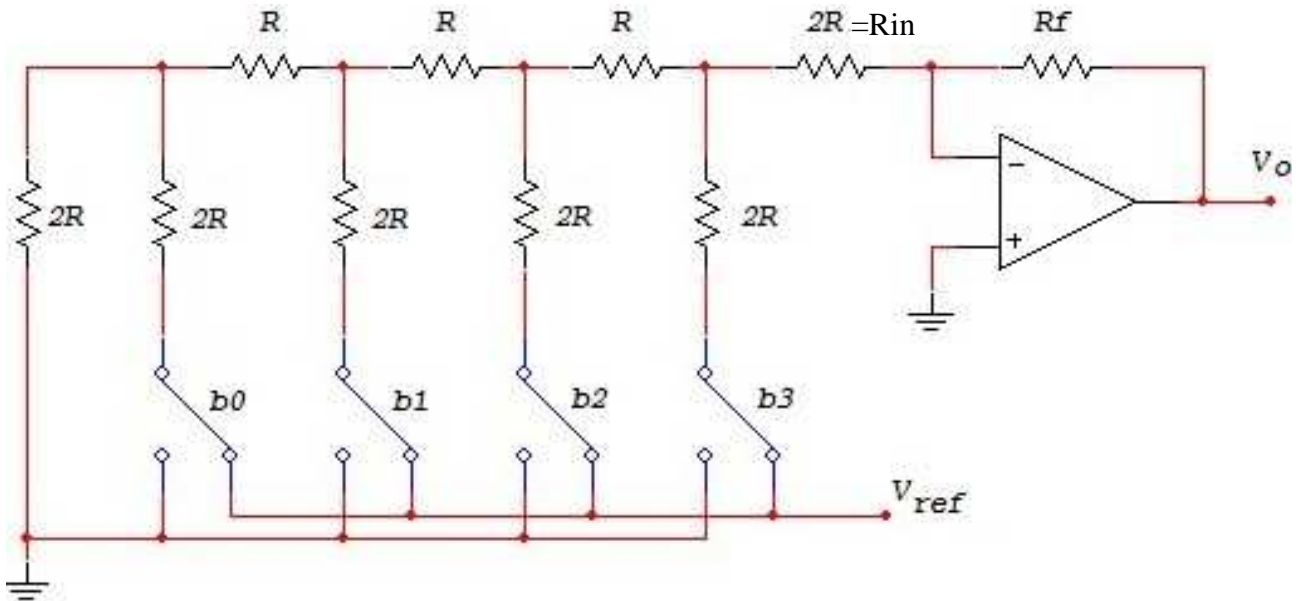 R R R 2R =Rin Rf
2R 2R 2R 2R 2R
− Vo
+
b0 b1 b2 b3
Vref